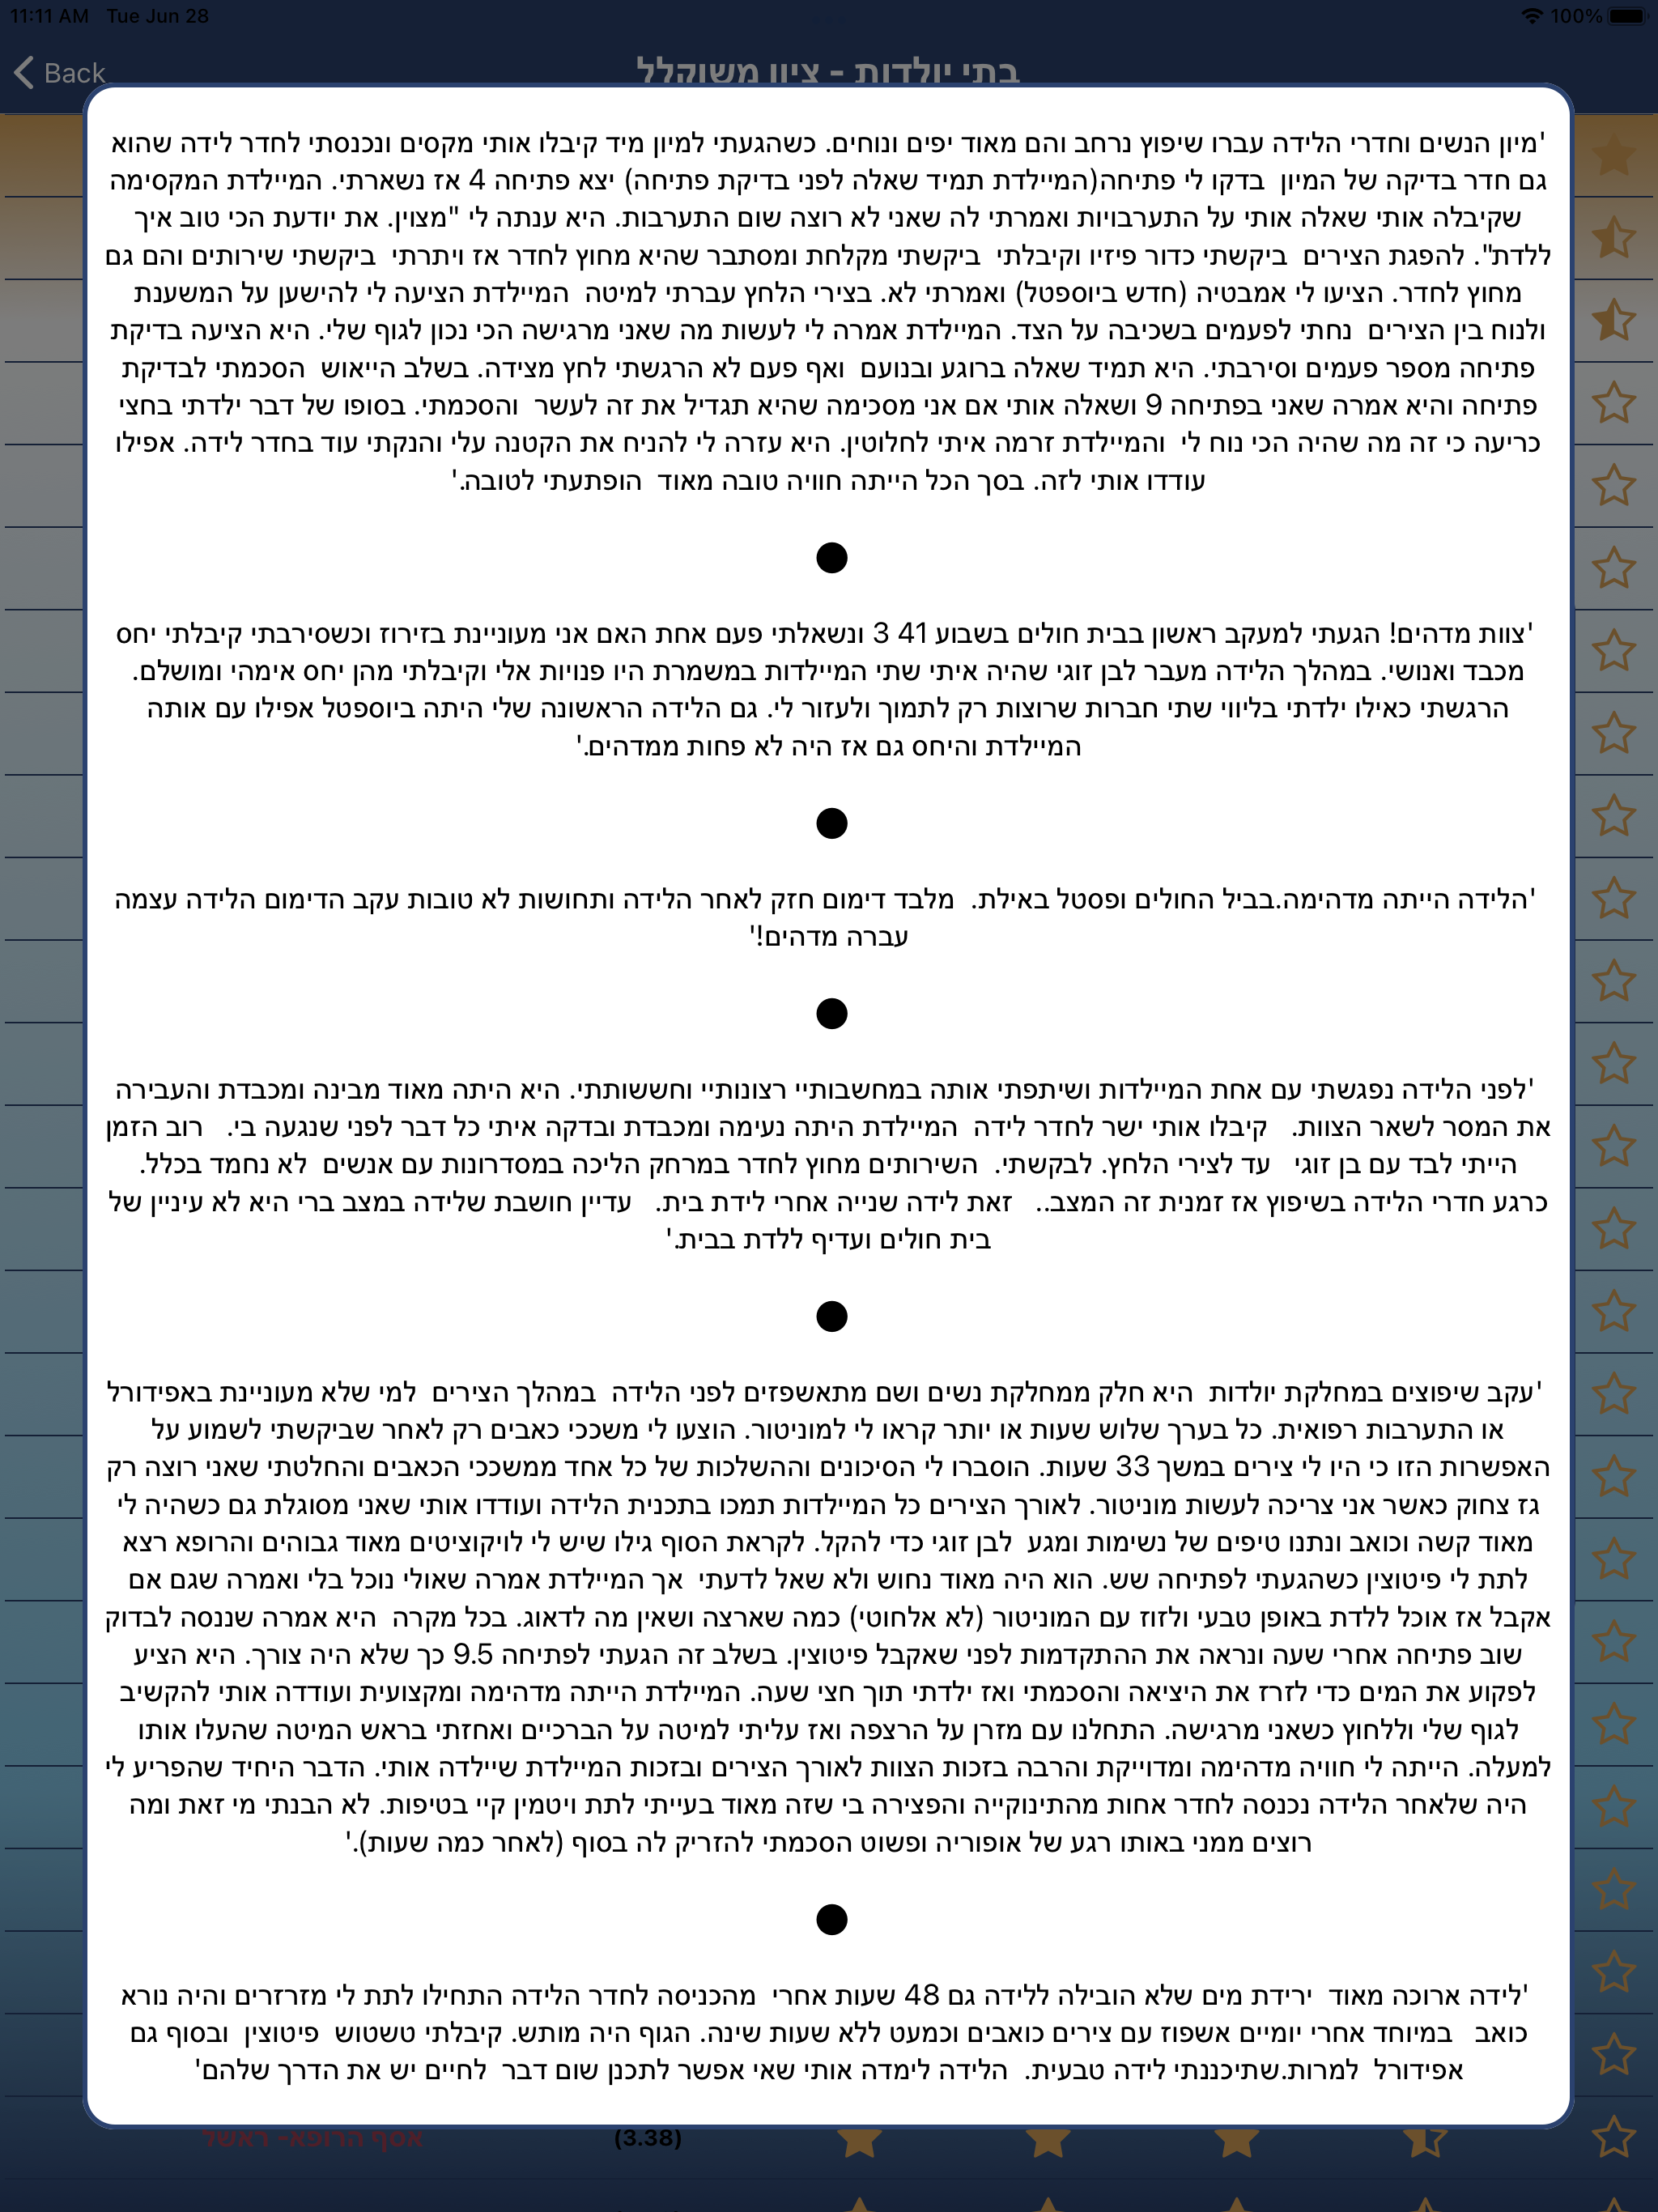 11:11 AM Tue Jun 28
100%
Back
בתי יולדות - ציון משוקלל
'מיון הנשים וחדרי הלידה עברו שיפוץ נרחב והם מאוד יפים ונוחים. כשהגעתי למיון מיד קיבלו אותי מקסים ונכנסתי לחדר לידה שהוא
גם חדר בדיקה של המיון  בדקו לי פתיחה(המיילדת תמיד שאלה לפני בדיקת פתיחה) יצא פתיחה 4 אז נשארתי. המיילדת המקסימה
שקיבלה אותי שאלה אותי על התערבויות ואמרתי לה שאני לא רוצה שום התערבות. היא ענתה לי "מצוין. את יודעת הכי טוב איך
ללדת". להפגת הצירים  ביקשתי כדור פיזיו וקיבלתי  ביקשתי מקלחת ומסתבר שהיא מחוץ לחדר אז ויתרתי  ביקשתי שירותים והם גם
מחוץ לחדר. הציעו לי אמבטיה (חדש ביוספטל) ואמרתי לא. בצירי הלחץ עברתי למיטה  המיילדת הציעה לי להישען על המשענת
ולנוח בין הצירים  נחתי לפעמים בשכיבה על הצד. המיילדת אמרה לי לעשות מה שאני מרגישה הכי נכון לגוף שלי. היא הציעה בדיקת
פתיחה מספר פעמים וסירבתי. היא תמיד שאלה ברוגע ובנועם  ואף פעם לא הרגשתי לחץ מצידה. בשלב הייאוש  הסכמתי לבדיקת
פתיחה והיא אמרה שאני בפתיחה 9 ושאלה אותי אם אני מסכימה שהיא תגדיל את זה לעשר  והסכמתי. בסופו של דבר ילדתי בחצי
כריעה כי זה מה שהיה הכי נוח לי  והמיילדת זרמה איתי לחלוטין. היא עזרה לי להניח את הקטנה עלי והנקתי עוד בחדר לידה. אפילו
עודדו אותי לזה. בסך הכל הייתה חוויה טובה מאוד  הופתעתי לטובה.'
●
'צוות מדהים! הגעתי למעקב ראשון בבית חולים בשבוע 41 3 ונשאלתי פעם אחת האם אני מעוניינת בזירוז וכשסירבתי קיבלתי יחס
מכבד ואנושי. במהלך הלידה מעבר לבן זוגי שהיה איתי שתי המיילדות במשמרת היו פנויות אלי וקיבלתי מהן יחס אימהי ומושלם.
הרגשתי כאילו ילדתי בליווי שתי חברות שרוצות רק לתמוך ולעזור לי. גם הלידה הראשונה שלי היתה ביוספטל אפילו עם אותה
המיילדת והיחס גם אז היה לא פחות ממדהים.'
●
'הלידה הייתה מדהימה.בביל החולים ופסטל באילת.  מלבד דימום חזק לאחר הלידה ותחושות לא טובות עקב הדימום הלידה עצמה
עברה מדהים!'
●
'לפני הלידה נפגשתי עם אחת המיילדות ושיתפתי אותה במחשבותיי רצונותיי וחששותתי. היא היתה מאוד מבינה ומכבדת והעבירה
את המסר לשאר הצוות.   קיבלו אותי ישר לחדר לידה  המיילדת היתה נעימה ומכבדת ובדקה איתי כל דבר לפני שנגעה בי.   רוב הזמן
הייתי לבד עם בן זוגי   עד לצירי הלחץ. לבקשתי.  השירותים מחוץ לחדר במרחק הליכה במסדרונות עם אנשים  לא נחמד בכלל.
כרגע חדרי הלידה בשיפוץ אז זמנית זה המצב..   זאת לידה שנייה אחרי לידת בית.   עדיין חושבת שלידה במצב ברי היא לא עיניין של
בית חולים ועדיף ללדת בבית.'
●
'עקב שיפוצים במחלקת יולדות  היא חלק ממחלקת נשים ושם מתאשפזים לפני הלידה  במהלך הצירים  למי שלא מעוניינת באפידורל
או התערבות רפואית. כל בערך שלוש שעות או יותר קראו לי למוניטור. הוצעו לי משככי כאבים רק לאחר שביקשתי לשמוע על
האפשרות הזו כי היו לי צירים במשך 33 שעות. הוסברו לי הסיכונים וההשלכות של כל אחד ממשככי הכאבים והחלטתי שאני רוצה רק
גז צחוק כאשר אני צריכה לעשות מוניטור. לאורך הצירים כל המיילדות תמכו בתכנית הלידה ועודדו אותי שאני מסוגלת גם כשהיה לי
מאוד קשה וכואב ונתנו טיפים של נשימות ומגע  לבן זוגי כדי להקל. לקראת הסוף גילו שיש לי לויקוציטים מאוד גבוהים והרופא רצא
לתת לי פיטוצין כשהגעתי לפתיחה שש. הוא היה מאוד נחוש ולא שאל לדעתי  אך המיילדת אמרה שאולי נוכל בלי ואמרה שגם אם
אקבל אז אוכל ללדת באופן טבעי ולזוז עם המוניטור (לא אלחוטי) כמה שארצה ושאין מה לדאוג. בכל מקרה  היא אמרה שננסה לבדוק
שוב פתיחה אחרי שעה ונראה את ההתקדמות לפני שאקבל פיטוצין. בשלב זה הגעתי לפתיחה 9.5 כך שלא היה צורך. היא הציע
לפקוע את המים כדי לזרז את היציאה והסכמתי ואז ילדתי תוך חצי שעה. המיילדת הייתה מדהימה ומקצועית ועודדה אותי להקשיב
לגוף שלי וללחוץ כשאני מרגישה. התחלנו עם מזרן על הרצפה ואז עליתי למיטה על הברכיים ואחזתי בראש המיטה שהעלו אותו
למעלה. הייתה לי חוויה מדהימה ומדוייקת והרבה בזכות הצוות לאורך הצירים ובזכות המיילדת שיילדה אותי. הדבר היחיד שהפריע לי
היה שלאחר הלידה נכנסה לחדר אחות מהתינוקייה והפצירה בי שזה מאוד בעייתי לתת ויטמין קיי בטיפות. לא הבנתי מי זאת ומה
רוצים ממני באותו רגע של אופוריה ופשוט הסכמתי להזריק לה בסוף (לאחר כמה שעות).'
●
'לידה ארוכה מאוד  ירידת מים שלא הובילה ללידה גם 48 שעות אחרי  מהכניסה לחדר הלידה התחילו לתת לי מזרזרים והיה נורא
כואב   במיוחד אחרי יומיים אשפוז עם צירים כואבים וכמעט ללא שעות שינה. הגוף היה מותש. קיבלתי טשטוש  פיטוצין  ובסוף גם
אפידורל  למרות.שתיכננתי לידה טבעית.  הלידה לימדה אותי שאי אפשר לתכנן שום דבר  לחיים יש את הדרך שלהם'
אסף הרופא- ראשל
(3.38)